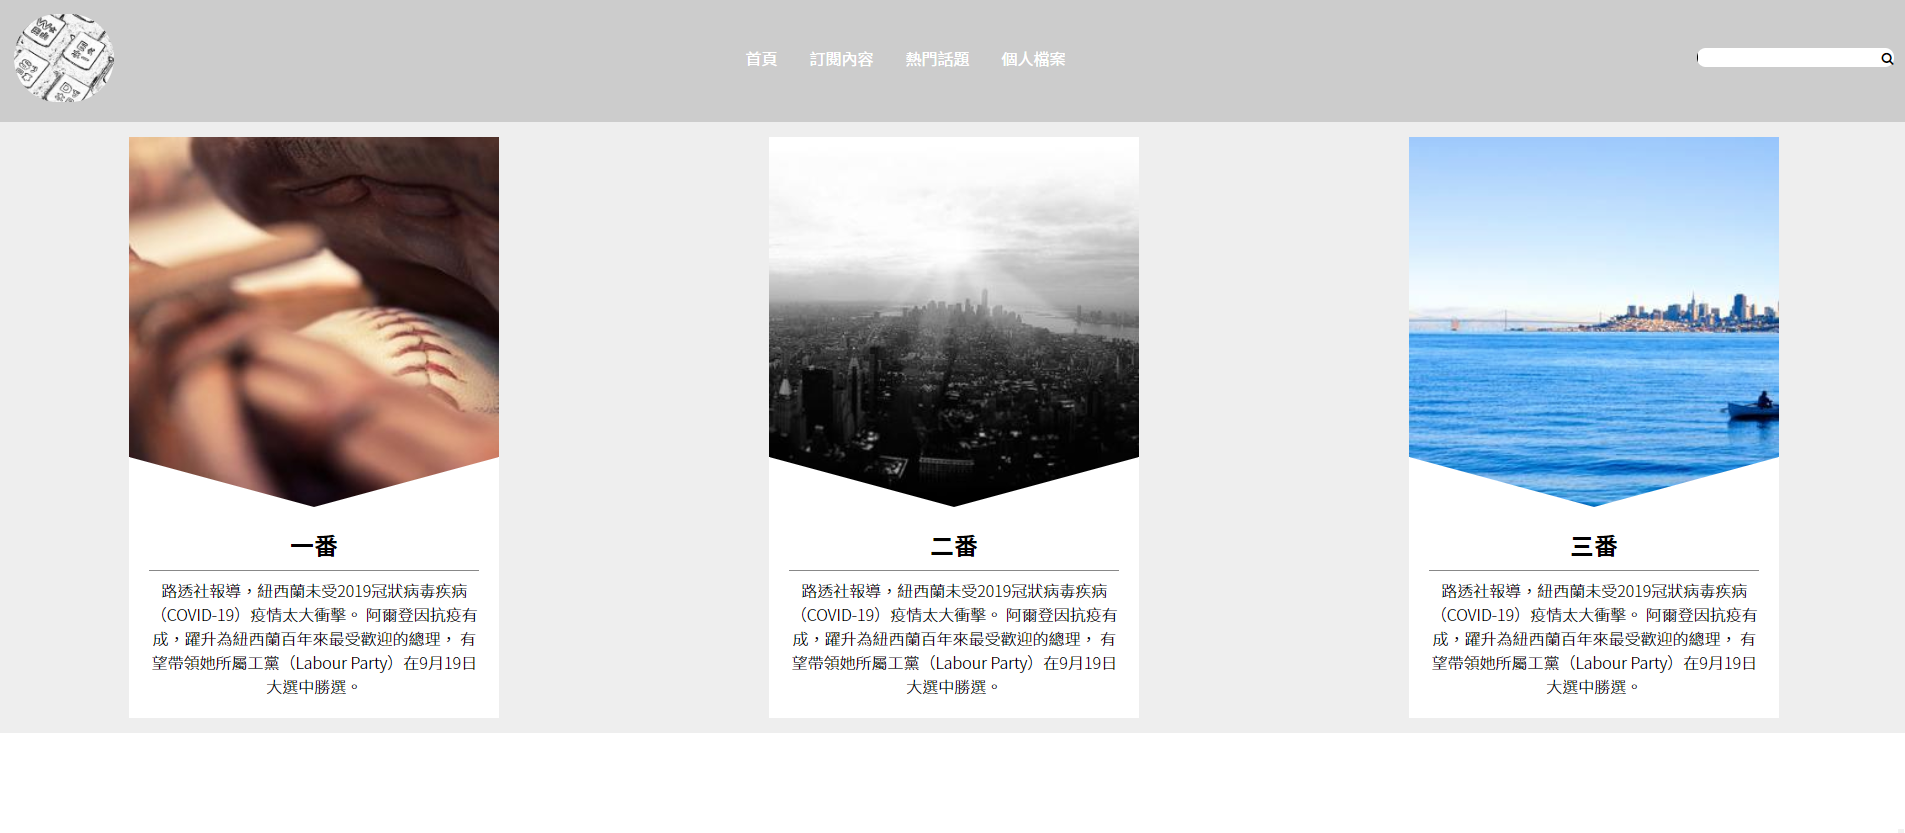 首頁 訂閱內容 熱門話題 個人檔案
一番
路透社報導，紐西蘭未受2019冠狀病毒疾病
（COVID-19）疫情太大衝擊。 阿爾登因抗疫有
成，躍升為紐西蘭百年來最受歡迎的總理， 有
望帶領她所屬工黨（Labour Party）在9月19日
大選中勝選。
二番
路透社報導，紐西蘭未受2019冠狀病毒疾病
（COVID-19）疫情太大衝擊。 阿爾登因抗疫有
成，躍升為紐西蘭百年來最受歡迎的總理， 有
望帶領她所屬工黨（Labour Party）在9月19日
大選中勝選。
三番
路透社報導，紐西蘭未受2019冠狀病毒疾病
（COVID-19）疫情太大衝擊。 阿爾登因抗疫有
成，躍升為紐西蘭百年來最受歡迎的總理， 有
望帶領她所屬工黨（Labour Party）在9月19日
大選中勝選。